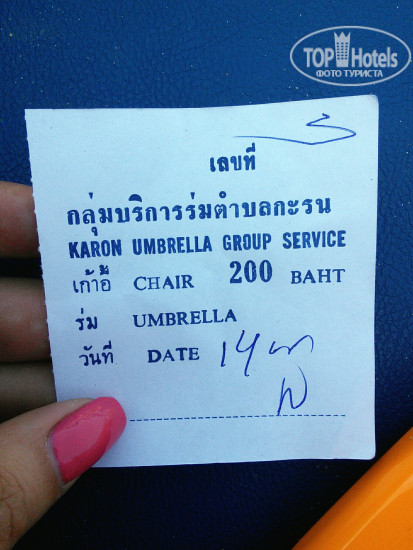 TOP Hotels
ФОТО ТУРИСТА
เลขที่
กลุ่มบริการร่มตำบลกะรน
KARON UMBRELLA GROUP SERVICE
เก้าอี้ CHAIR 200 BAHT
ร่ม UMBRELLA
วันที่ DATE 14